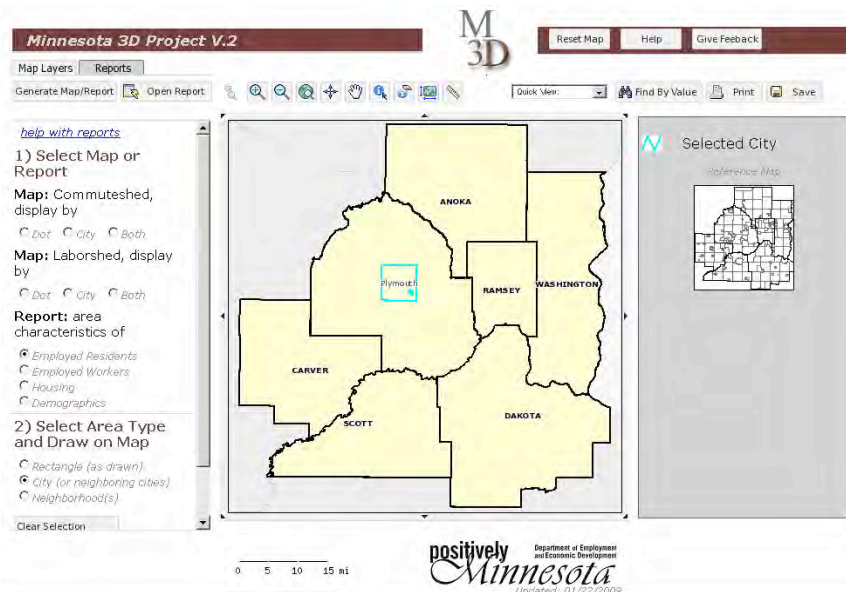 Minnesota 3D Project V.2
M
3D
Reset Map
Help
Give Feeback
Map Layers
Reports
Generate Map/Report
Open Report
Quick View:
Find By Value
Print
Save
help with reports
1) Select Map or
Report
Map: Commuteshed,
display by
Dot City Both
Map: Laborshed, display
by
Dot City Both
Report: area
characteristics of
Employed Residents
Employed Workers
Housing
Demographics
2) Select Area Type
and Draw on Map
Rectangle (as drawn)
City (or neighboring cities)
Neighborhood(s)
Clear Selection
ANOKA
Plymouth
RAMSEY
WASHINGTON
CARVER
SCOTT
DAKOTA
Selected City
Reference Map
0 5 10 15 mi
positively
Minnesota
Department of Employment
and Economic Development
Updated: 01/22/2009